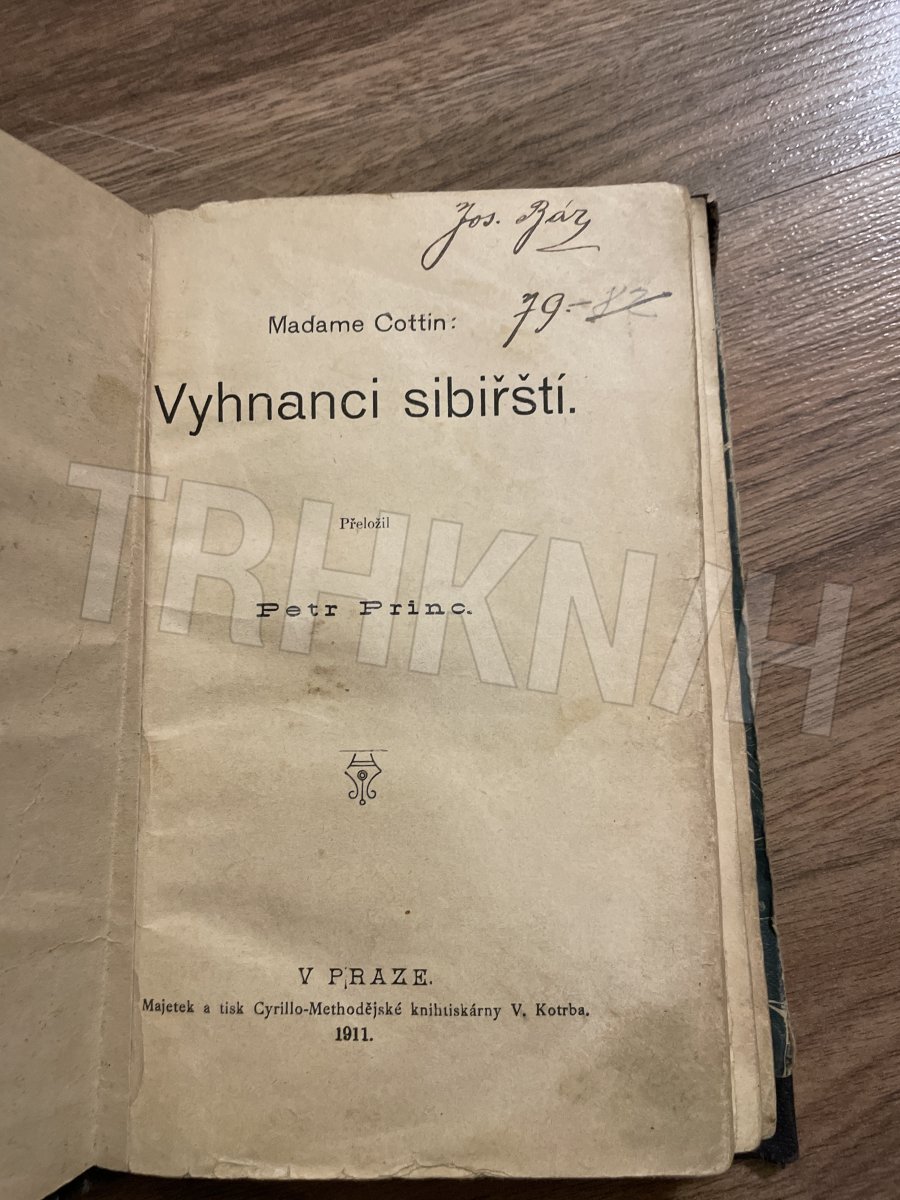 Jos. Báz
79.-82
Madame Cottin:
Vyhnanci sibiřští.
Přeložil
Petr Princ.
V PRAZE.
Majetek a tisk Cyrillo-Methodějské knihtiskárny V. Kotrba.
1911.
TRHKNIH